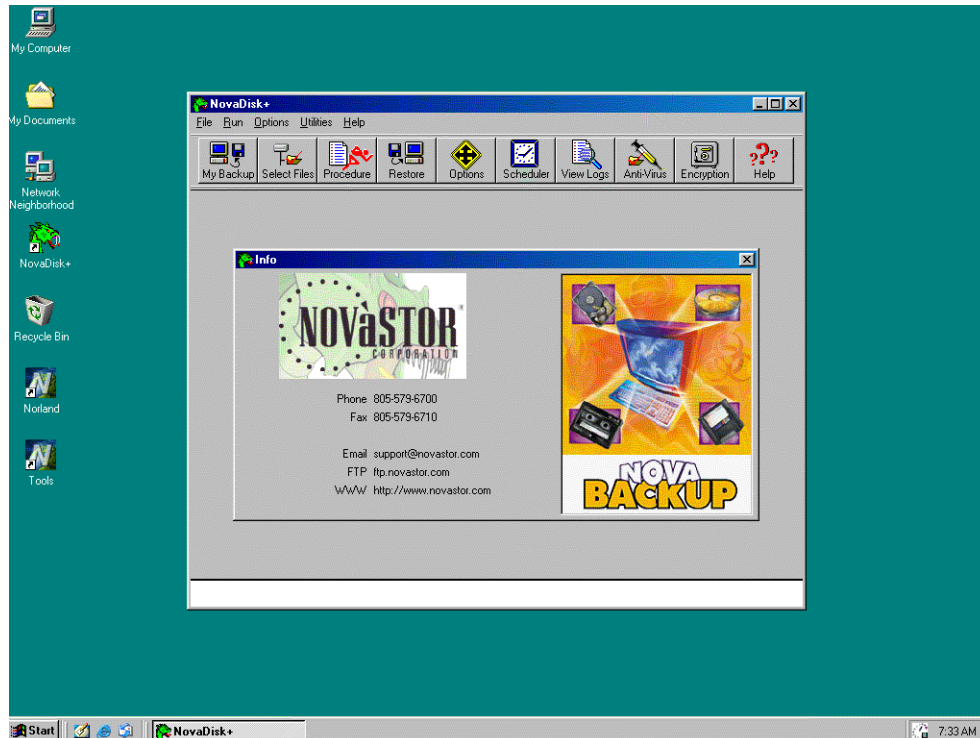 My Computer
My Documents
Network
Neighborhood
NovaDisk+
Recycle Bin
Norland
Tools
NovaDisk+
File Run Options Utilities Help
My Backup Select Files Procedure Restore Options Scheduler View Logs Anti-Virus Encryption Help
Info
NOVàSTOR
CORPORATION
Phone 805-579-6700
Fax 805-579-6710
Email support@novastor.com
FTP ftp.novastor.com
WWW http://www.novastor.com
NOVA
BACKUP
Start NovaDisk+ 7:33 AM